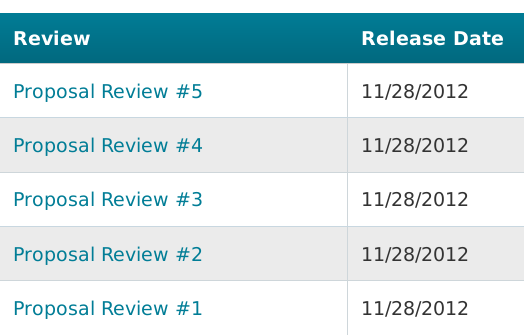 Review Release Date
Proposal Review #5 11/28/2012
Proposal Review #4 11/28/2012
Proposal Review #3 11/28/2012
Proposal Review #2 11/28/2012
Proposal Review #1 11/28/2012